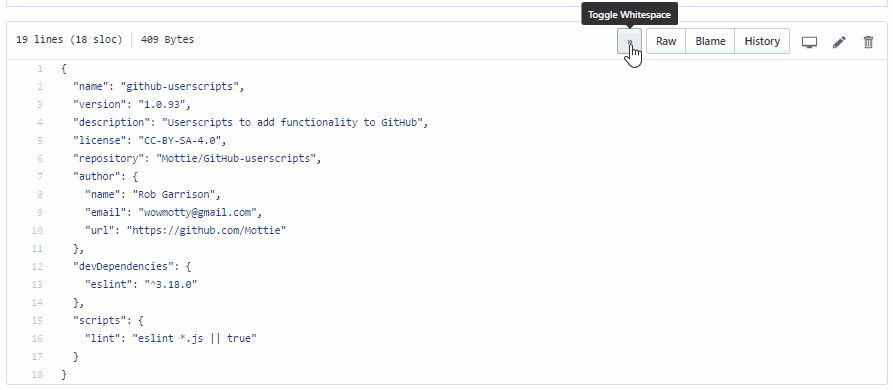 Toggle Whitespace
19 lines (18 sloc) 409 Bytes » Raw Blame History
1 {
2 "name": "github-userscripts",
3 "version": "1.0.93",
4 "description": "Userscripts to add functionality to GitHub",
5 "license": "CC-BY-SA-4.0",
6 "repository": "Mottie/GitHub-userscripts",
7 "author": {
8 "name": "Rob Garrison",
9 "email": "wowmotty@gmail.com",
10 "url": "https://github.com/Mottie"
11 },
12 "devDependencies": {
13 "eslint": "^3.18.0"
14 },
15 "scripts": {
16 "lint": "eslint *.js || true"
17 }
18 }